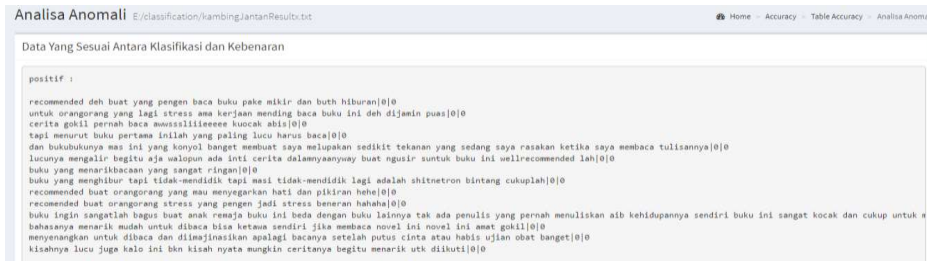 Analisa Anomali E:/classification/kambingJantanResultx.txt
Home - Accuracy - Table Accuracy - Analisa Anoma
Data Yang Sesuai Antara Klasifikasi dan Kebenaran
positif :
recommended deh buat yang pengen baca buku pake mikir dan buth hiburan|0|0
untuk orangorang yang lagi stress ama kerjaan mending baca buku ini deh dijamin puas|0|0
cerita gokil pernah baca awwssliiieeeee kuocak abis|0|0
tapi menurut buku pertama inilah yang paling lucu harus baca|0|0
dan bukubukunya mas ini yang konyol banget membuat saya melupakan sedikit tekanan yang sedang saya rasakan ketika saya membaca tulisannya|0|0
lucunya mengalir begitu aja walopun ada inti cerita dalamnyaanyway buat ngusir suntuk buku ini wellrecommended lah|0|0
buku yang menarikbacaan yang sangat ringan|0|0
buku yang menghibur tapi tidak-mendidik tapi masi tidak-mendidik lagi adalah shitnetron bintang cukuplah|0|0
recommended buat orangorang yang mau menyegarkan hati dan pikiran hehe|0|0
recomended buat orangorang stress yang pengen jadi stress beneran hahaha|0|0
buku ingin sangatlah bagus buat anak remaja buku ini beda dengan buku lainnya tak ada penulis yang pernah menuliskan aib kehidupannya sendiri buku ini sangat kocak dan cukup untuk m
bahasanya menarik mudah untuk dibaca bisa ketawa sendiri jika membaca novel ini novel ini amat gokil|0|0
menyenangkan untuk dibaca dan diimajinasikan apalagi bacanya setelah putus cinta atau habis ujian obat banget|0|0
kisahnya lucu juga kalo ini bkn kisah nyata mungkin ceritanya begitu menarik utk diikuti|0|0